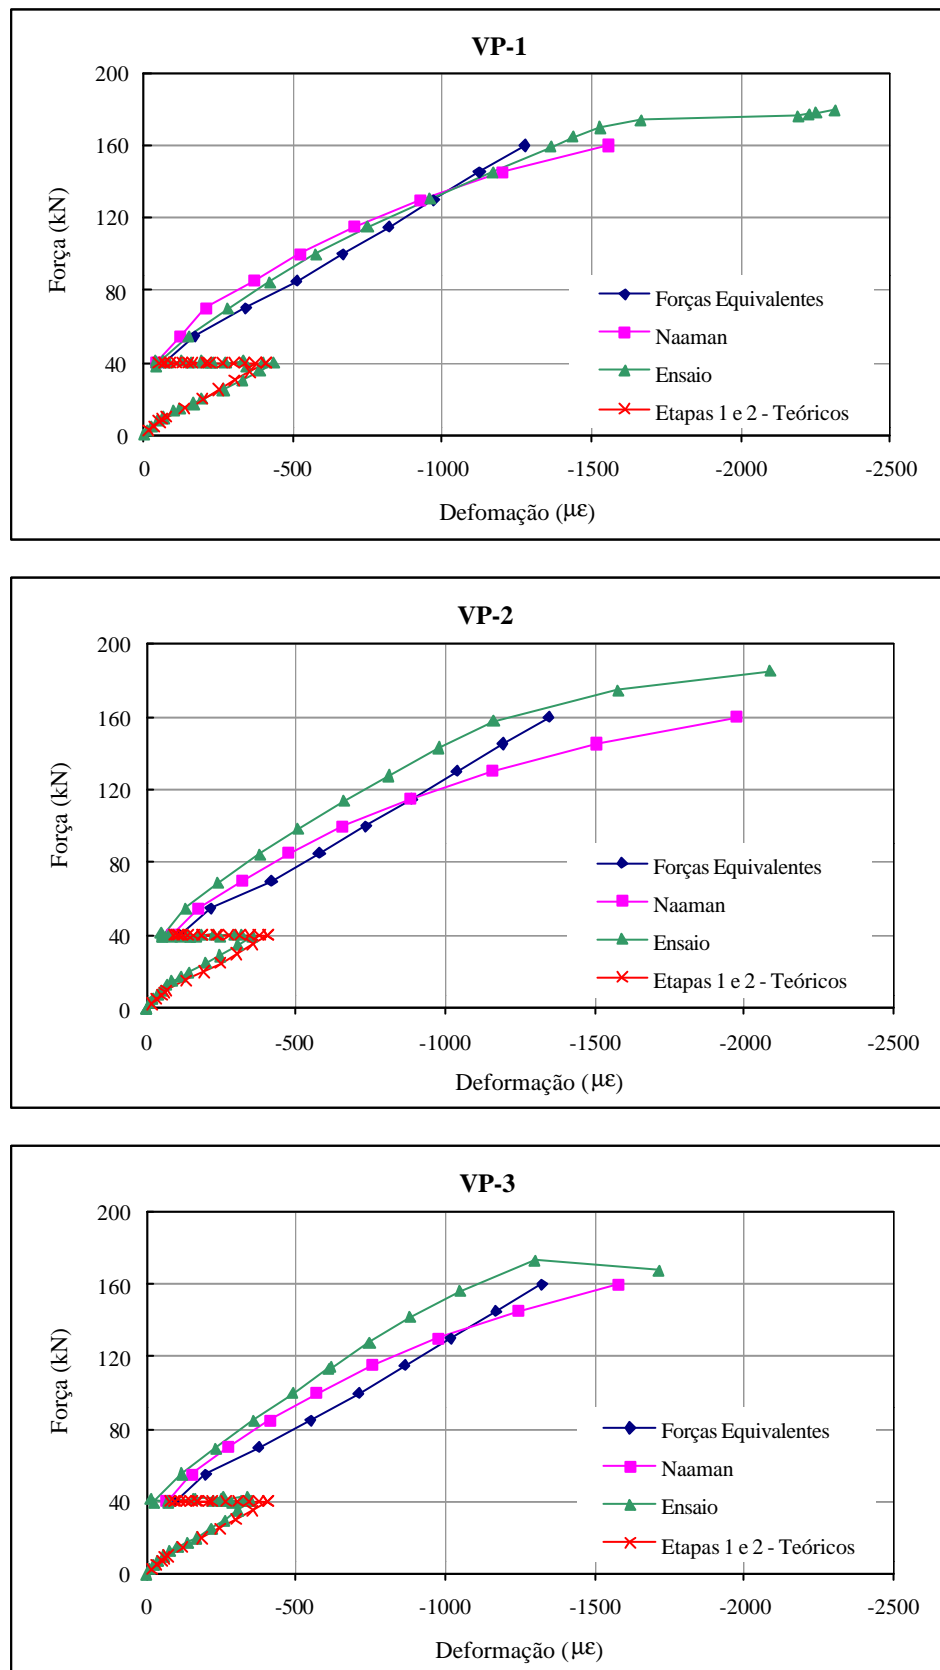 VP-1
200
160
120
80
40
0
Força (kN)
0 -500 -1000 -1500 -2000 -2500
Defomação (με)
Forças Equivalentes
Naaman
Ensaio
Etapas 1 e 2 - Teóricos
VP-2
200
160
120
80
40
0
Força (kN)
0 -500 -1000 -1500 -2000 -2500
Deformação (με)
Forças Equivalentes
Naaman
Ensaio
Etapas 1 e 2 - Teóricos
VP-3
200
160
120
80
40
0
Força (kN)
0 -500 -1000 -1500 -2000 -2500
Deformação (με)
Forças Equivalentes
Naaman
Ensaio
Etapas 1 e 2 - Teóricos